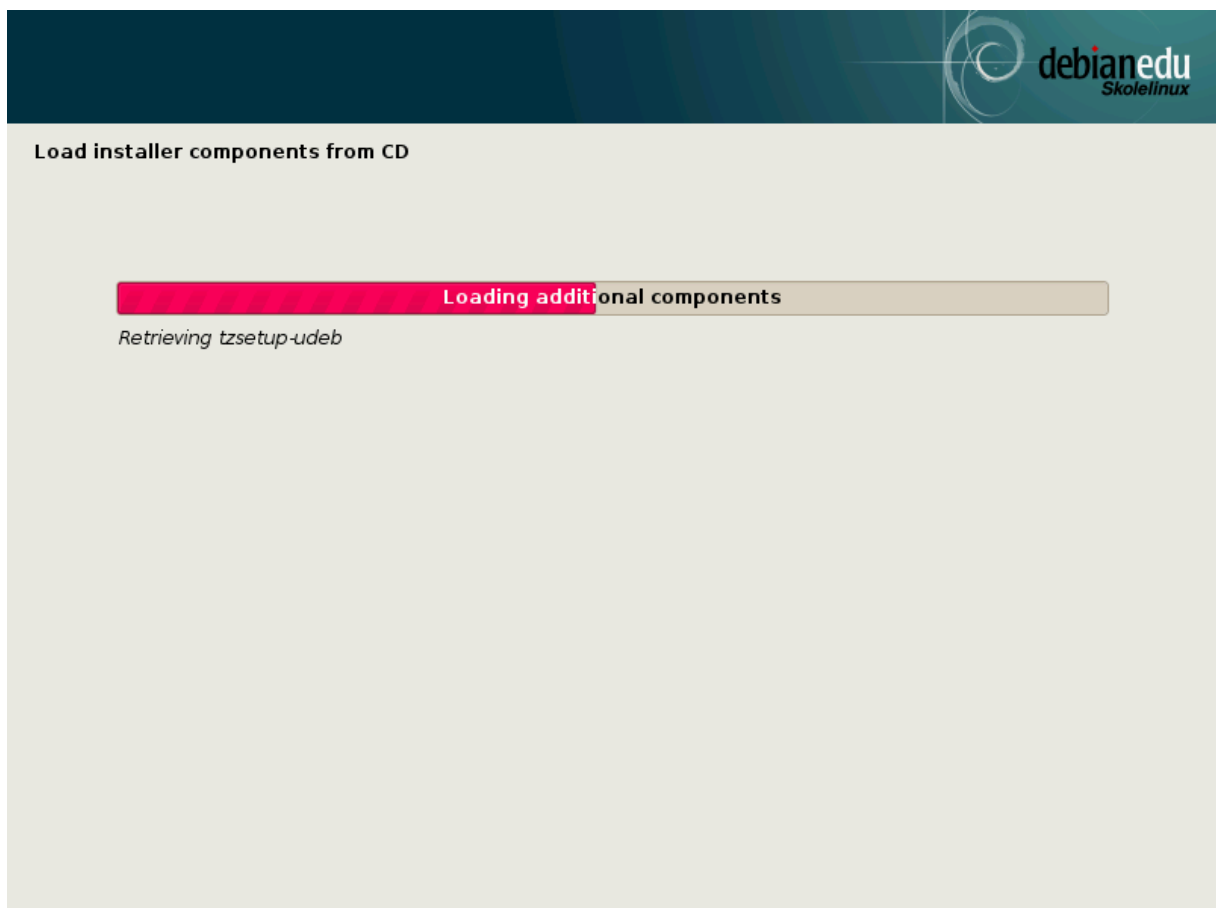 debianedu
Skolelinux
Load installer components from CD
Loading additional components
Retrieving tzsetup-udeb